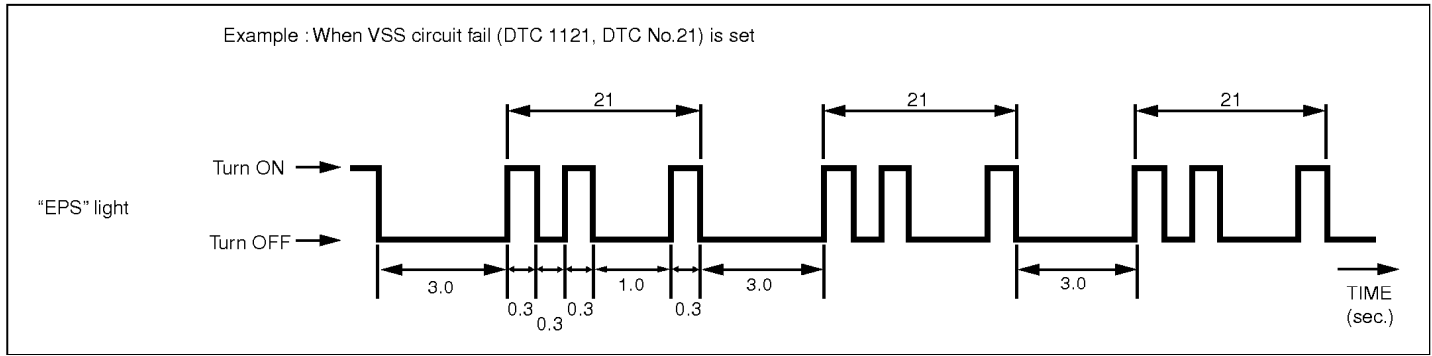 Example : When VSS circuit fail (DTC 1121, DTC No.21) is set
21
21
21
Turn ON
“EPS” light
Turn OFF
3.0
0.3
0.3
0.3
1.0
0.3
3.0
3.0
TIME
(sec.)